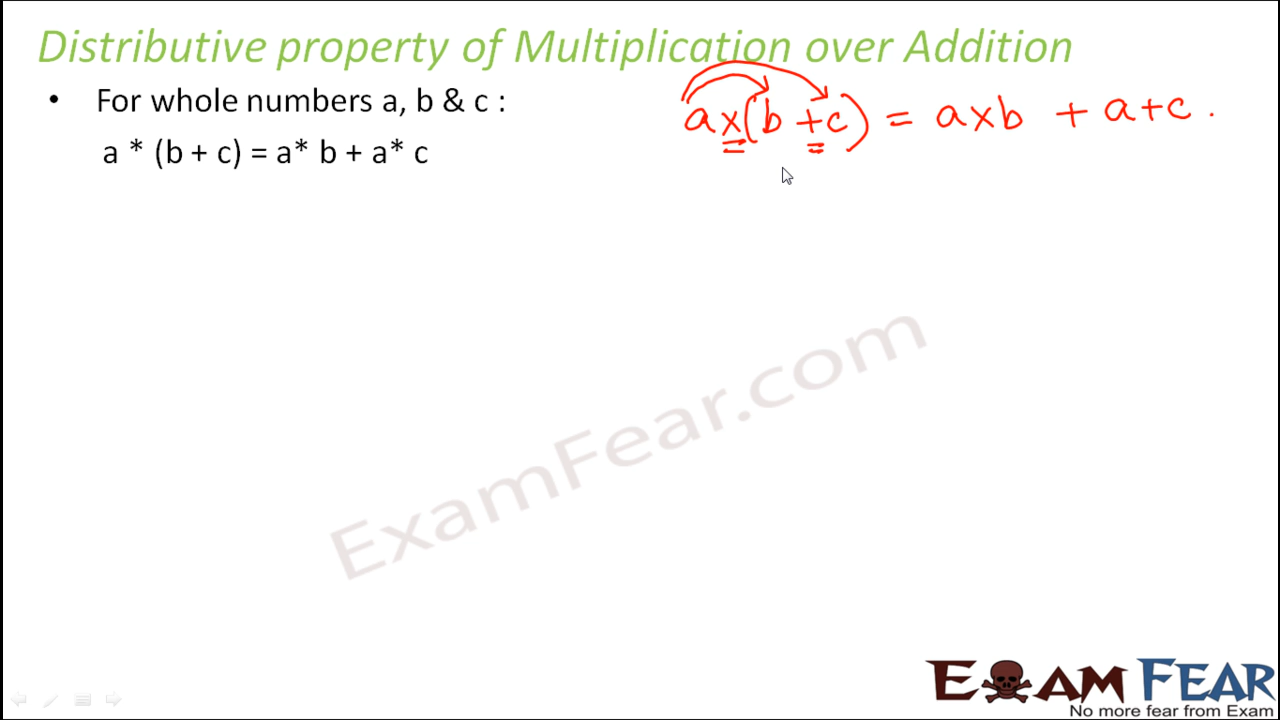 Distributive property of Multiplication over Addition
• For whole numbers a, b & c :
a * (b + c) = a* b + a* c
a x (b + c) = a x b + a + c .
ExamFear.com
EXAM FEAR
No more fear from Exam